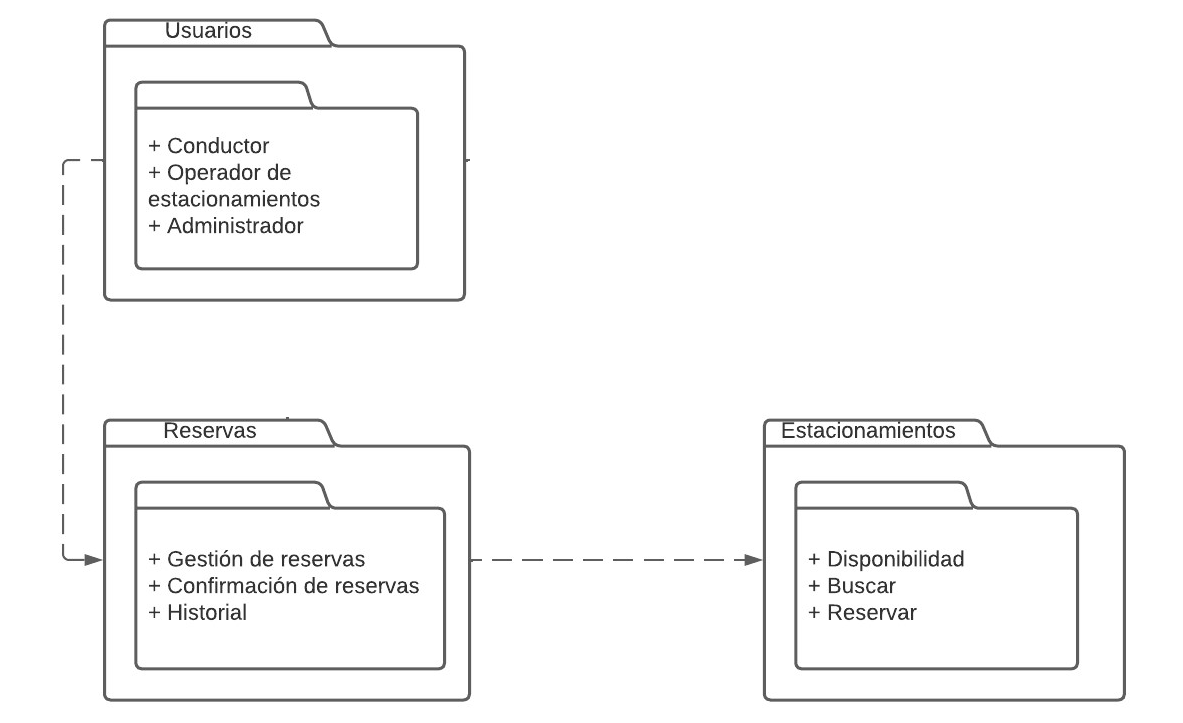 Usuarios
+ Conductor
+ Operador de
estacionamientos
+ Administrador
Reservas
+ Gestión de reservas
+ Confirmación de reservas
+ Historial
Estacionamientos
+ Disponibilidad
+ Buscar
+ Reservar